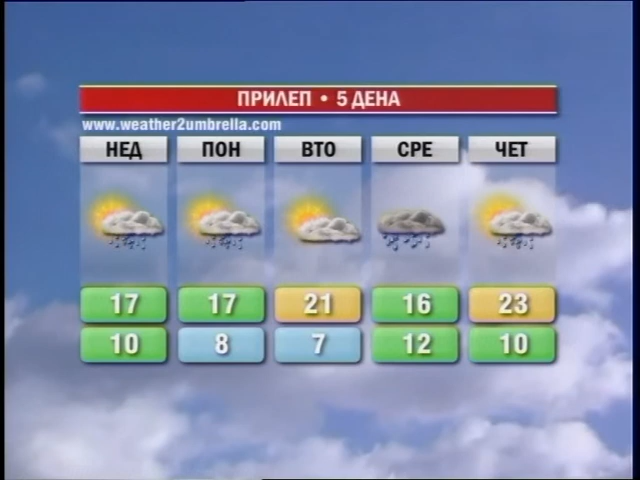 ПРИЛЕП • 5 ДЕНА
www.weather2umbrella.com
НЕД ПОН ВТО СРЕ ЧЕТ
17 17 21 16 23
10 8 7 12 10